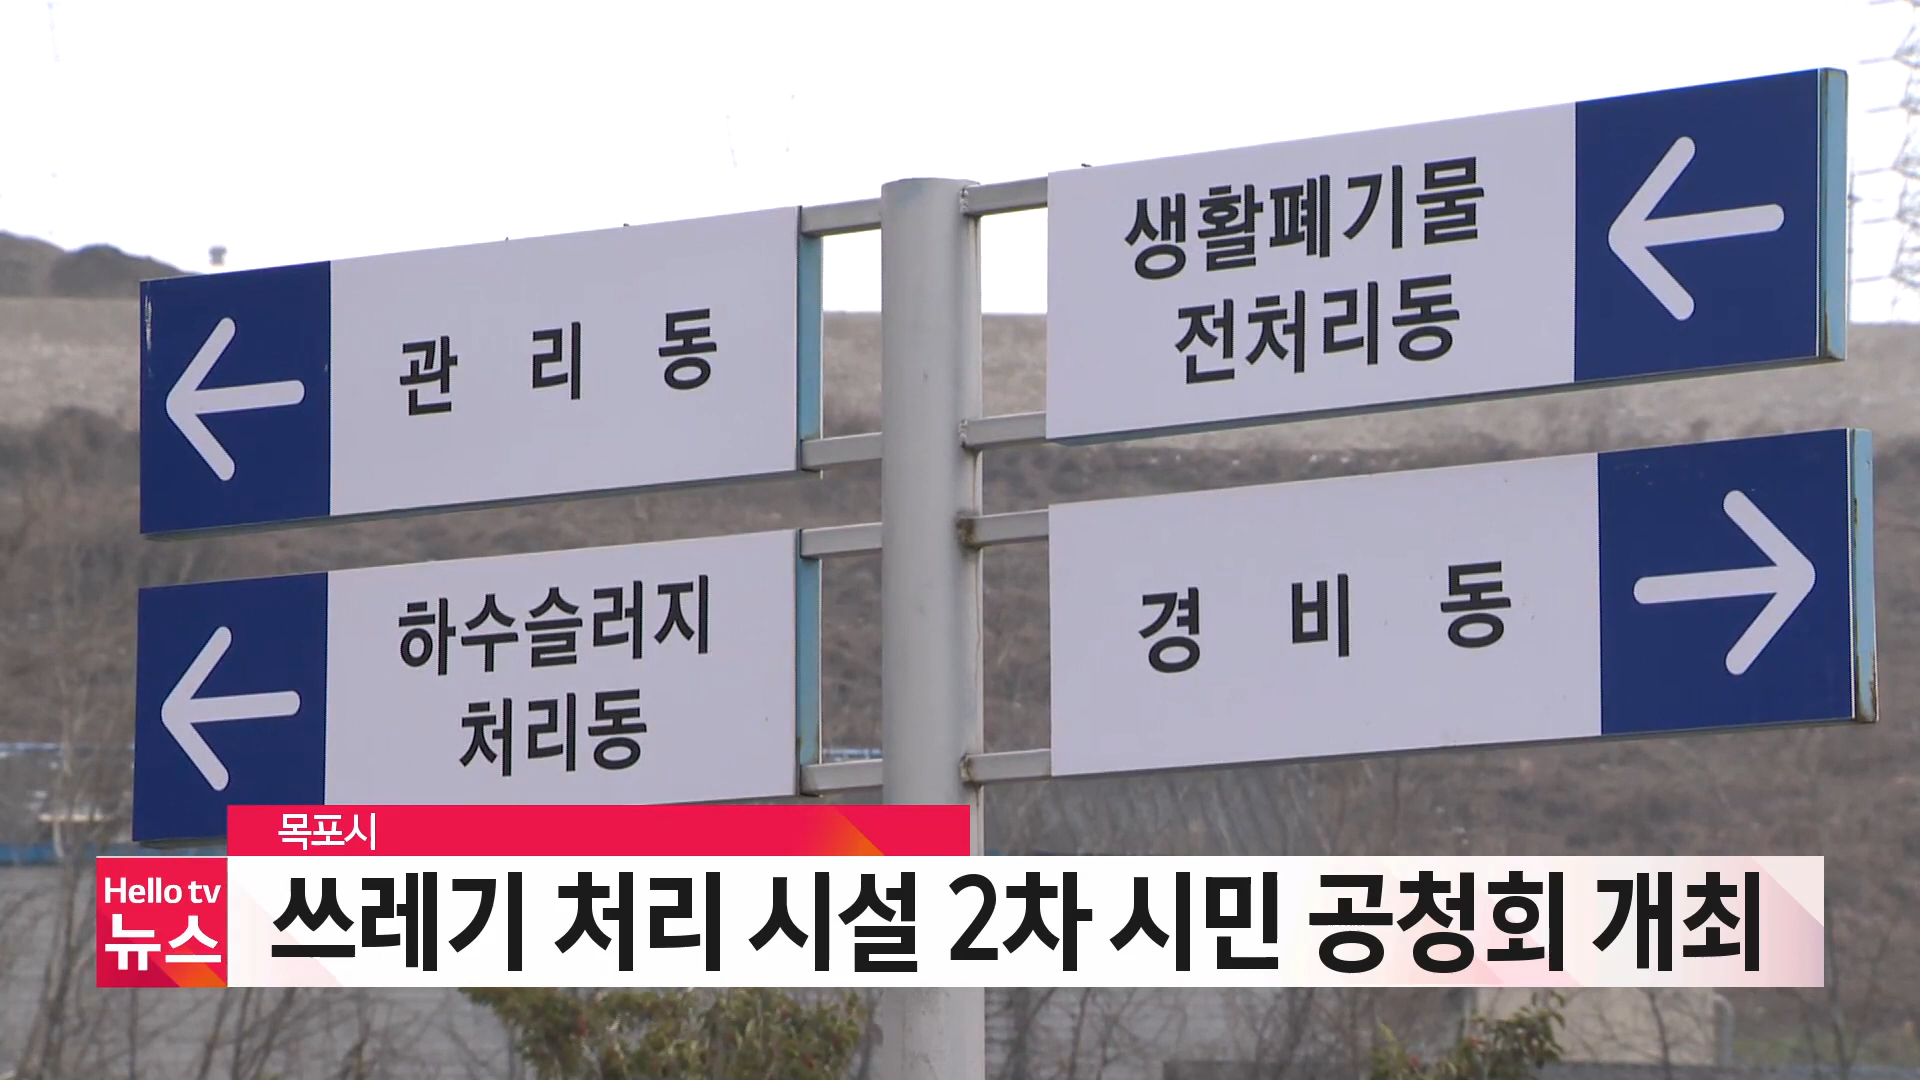 생활폐기물
전처리동
관 리 동
하수슬러지
처리동
경 비 동
목포시
Hello tv
뉴스
쓰레기 처리 시설 2차 시민 공청회 개최